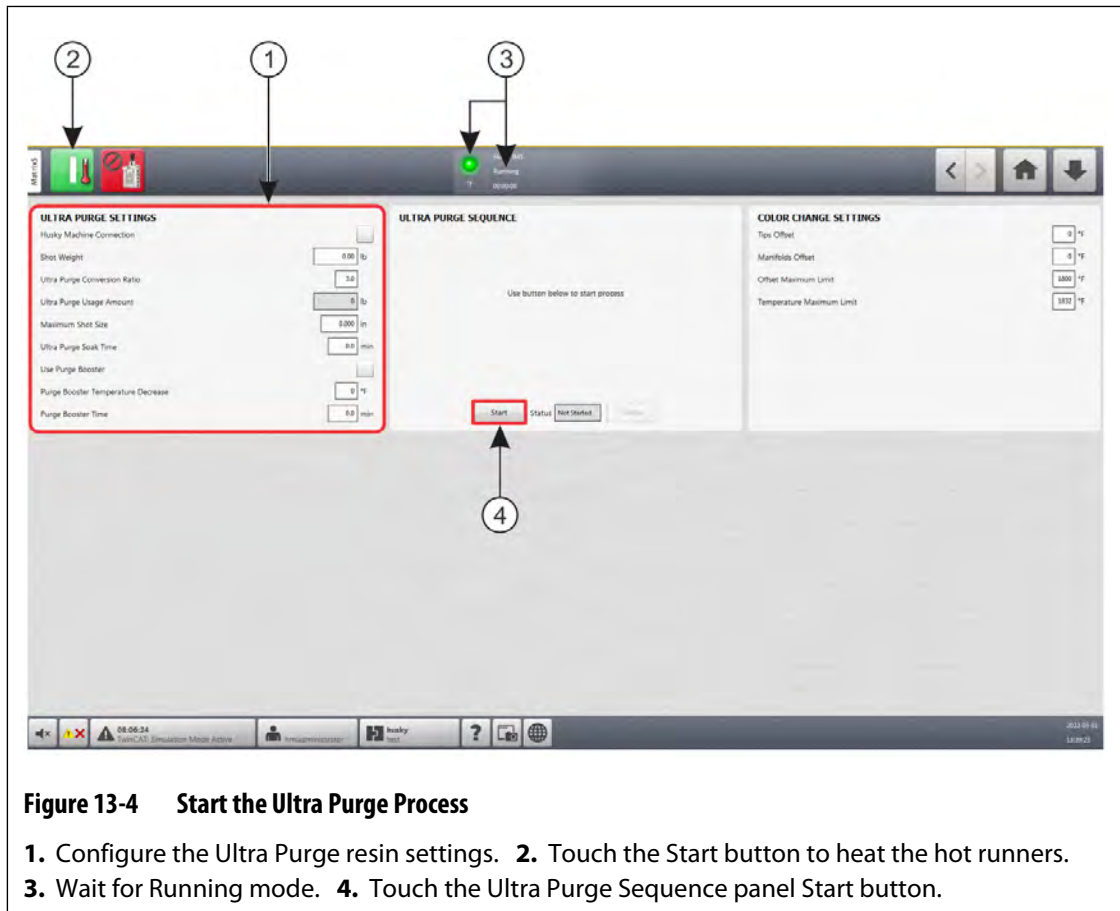 2
1
3
Matrix5
Running
°F
ULTRA PURGE SETTINGS
Husky Machine Connection
Shot Weight 0.00 lb
Ultra Purge Conversion Ratio 3.0
Ultra Purge Usage Amount 0 lb
Maximum Shot Size 0.000 in
Ultra Purge Soak Time 0.0 min
Use Purge Booster
Purge Booster Temperature Decrease 0 °F
Purge Booster Time 0.0 min
ULTRA PURGE SEQUENCE
Use button below to start process
Start Status Not Started
COLOR CHANGE SETTINGS
Tips Offset 0 °F
Manifolds Offset 0 °F
Offset Maximum Limit 1800 °F
Temperature Maximum Limit 1832 °F
4
08:06:24
TwinCAT: Simulation Mode Active
hmiadministrator
husky
test
?
Figure 13-4 Start the Ultra Purge Process
1. Configure the Ultra Purge resin settings. 2. Touch the Start button to heat the hot runners.
3. Wait for Running mode. 4. Touch the Ultra Purge Sequence panel Start button.